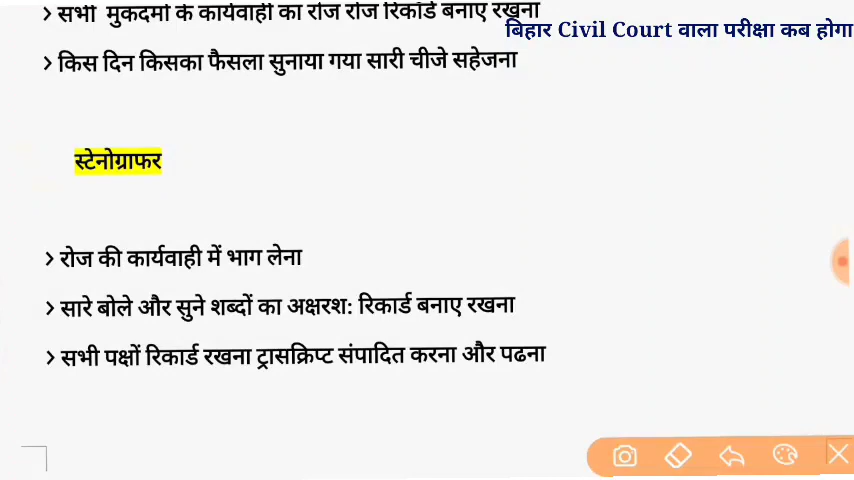 › सभी मुकदमों के कार्यवाही का रोज रोज रिकॉर्ड बनाए रखना
बिहार Civil Court वाला परीक्षा कब होगा
› किस दिन किसका फैसला सुनाया गया सारी चीजे सहेजना
स्टेनोग्राफर
› रोज की कार्यवाही में भाग लेना
› सारे बोले और सुने शब्दों का अक्षरश: रिकार्ड बनाए रखना
› सभी पक्षों रिकार्ड रखना ट्रासक्रिप्ट संपादित करना और पढना